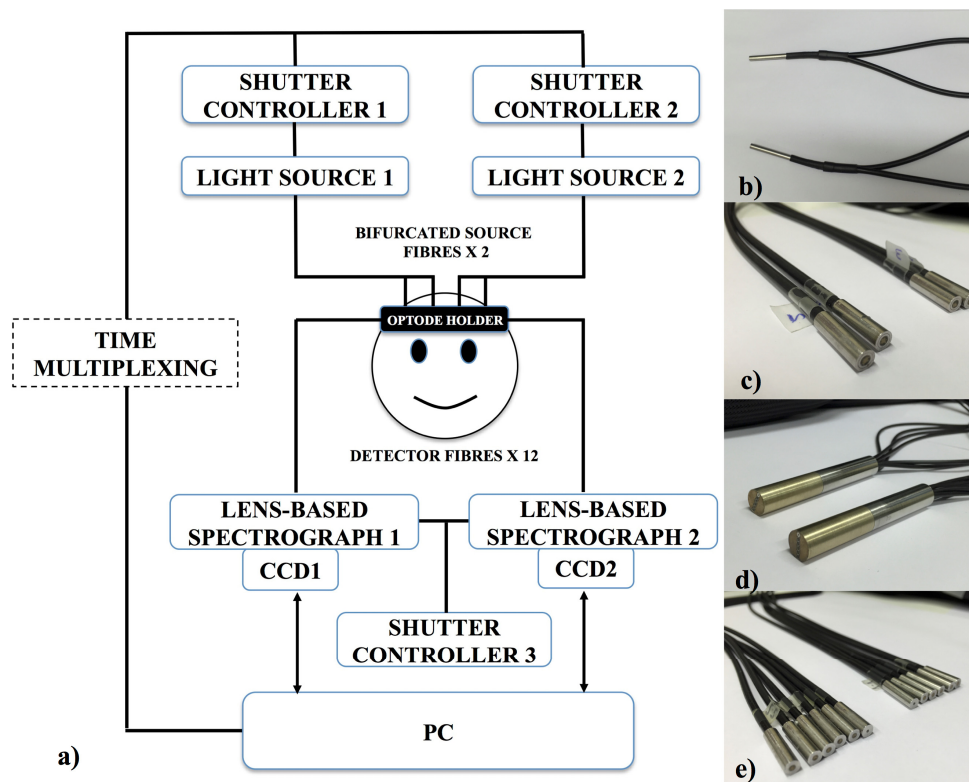 SHUTTER
CONTROLLER 1
SHUTTER
CONTROLLER 2
LIGHT SOURCE 1
LIGHT SOURCE 2
BIFURCATED SOURCE
FIBRES X 2
OPTODE HOLDER
TIME
MULTIPLEXING
DETECTOR FIBRES X 12
LENS-BASED
SPECTROGRAPH 1
LENS-BASED
SPECTROGRAPH 2
CCD1
CCD2
SHUTTER
CONTROLLER 3
PC
a)
b)
c)
d)
e)